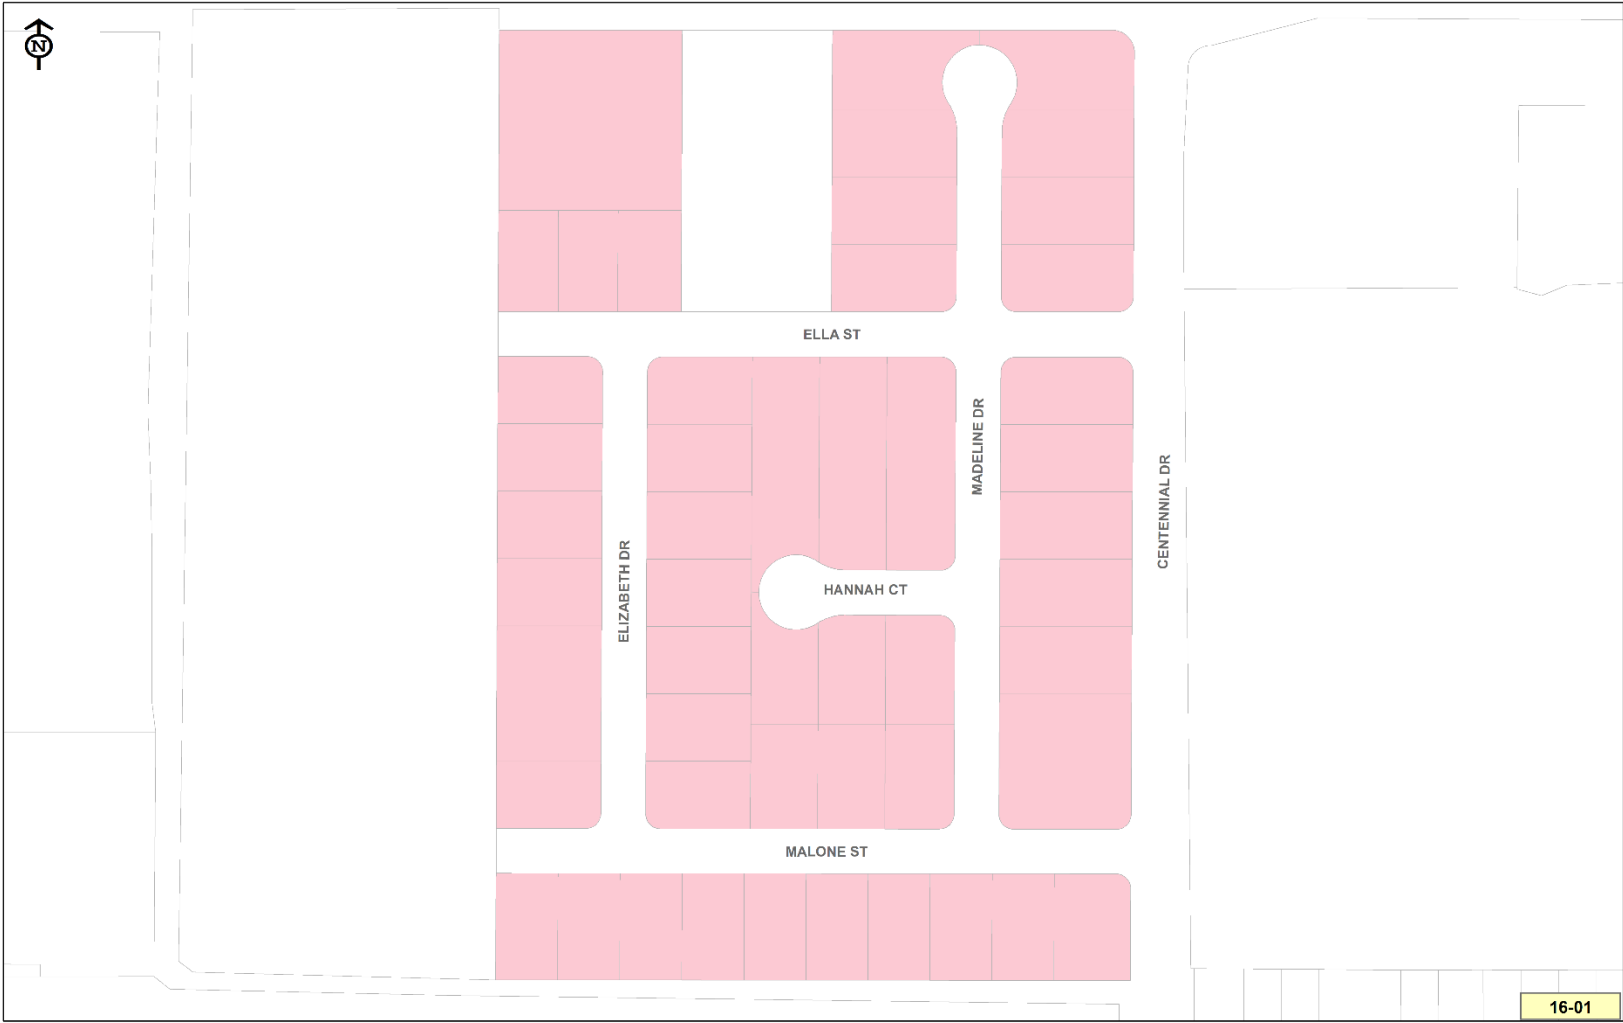 N
ELLA ST
MADELINE DR
CENTENNIAL DR
ELIZABETH DR
HANNAH CT
MALONE ST
16-01